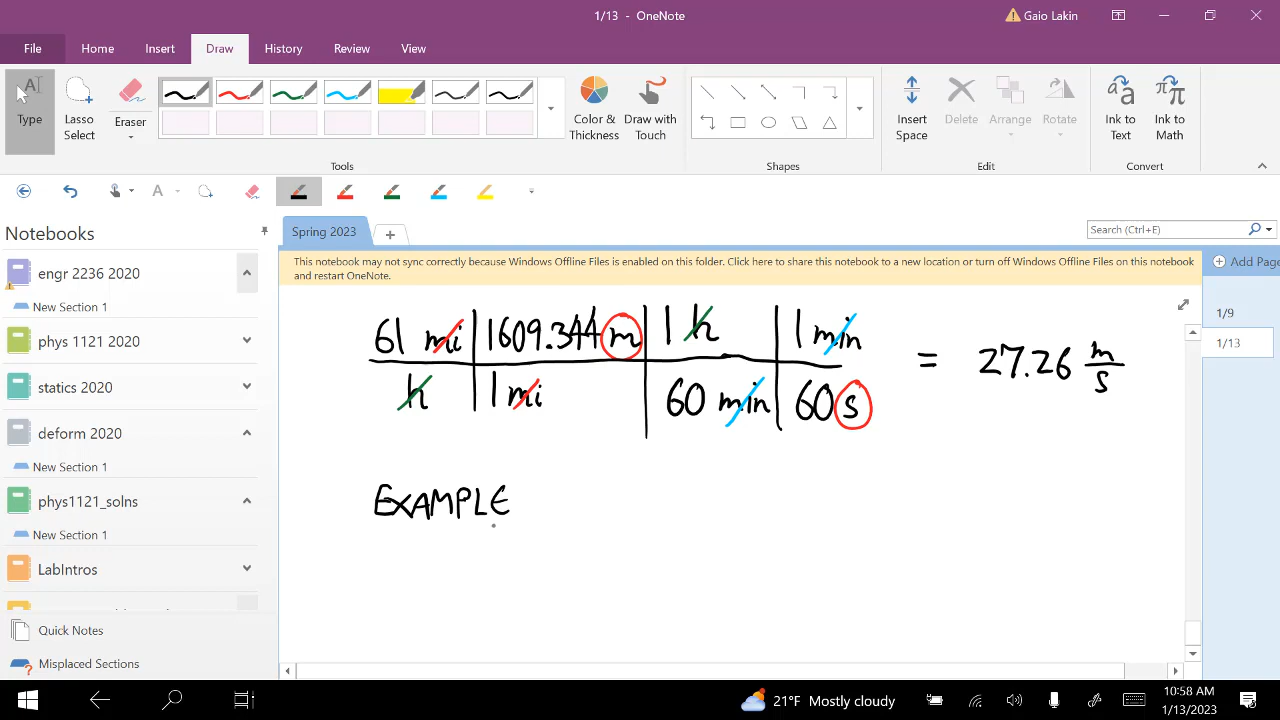 1/13 - OneNote
Gaio Lakin
File Home Insert Draw History Review View
Type
Lasso Select
Eraser
Color & Thickness
Draw with Touch
Insert Space
Delete
Arrange
Rotate
Ink to Text
Ink to Math
Tools
Shapes
Edit
Convert
Notebooks
Spring 2023
Search (Ctrl+E)
This notebook may not sync correctly because Windows Offline Files is enabled on this folder. Click here to share this notebook to a new location or turn off Windows Offline Files on this notebook
and restart OneNote.
Add Page
1/9
1/13
engr 2236 2020
New Section 1
phys 1121 2020
statics 2020
deform 2020
New Section 1
phys1121_solns
New Section 1
LabIntros
Quick Notes
Misplaced Sections
61 mi | 1609.344 m | 1 h | 1 min
h | 1 mi | 60 min | 60 s
= 27.26 m/s
EXAMPLE
21°F Mostly cloudy
10:58 AM
1/13/2023